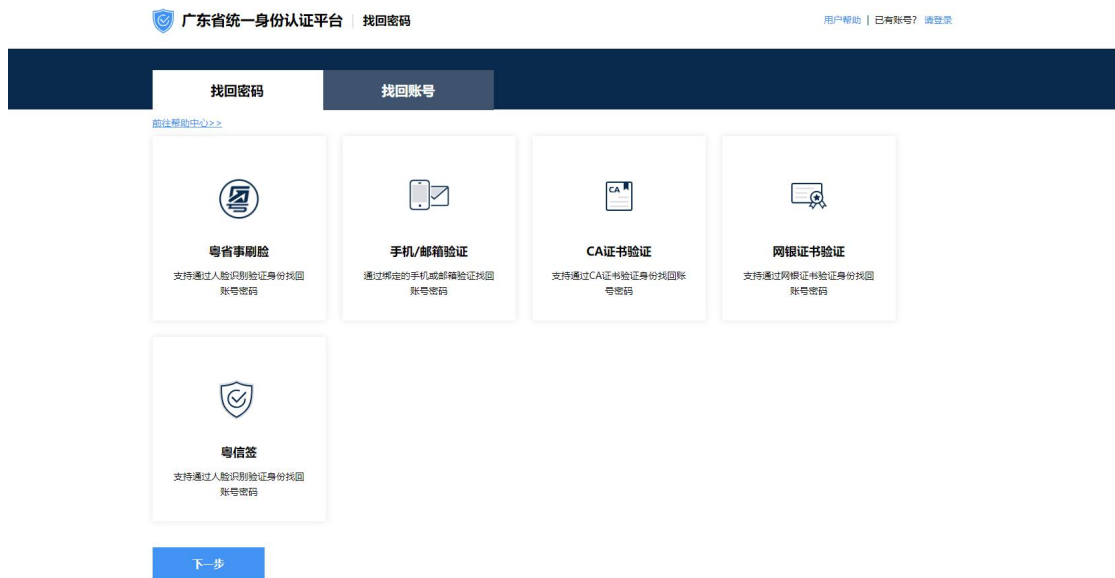 广东省统一身份认证平台 | 找回密码
用户帮助 | 已有账号? 请登录
找回密码
找回账号
前往帮助中心>>
粤省事刷脸
支持通过人脸识别验证身份找回
账号密码
手机/邮箱验证
通过绑定的手机或邮箱验证找回
账号密码
CA
CA证书验证
支持通过CA证书验证身份找回账
号密码
网银证书验证
支持通过网银证书验证身份找回
账号密码
粤信签
支持通过人脸识别验证身份找回
账号密码
下一步